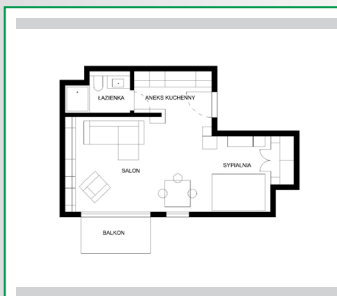 ŁAZIENKA
ANEKS KUCHENNY
SYPIALNIA
SALON
BALKON